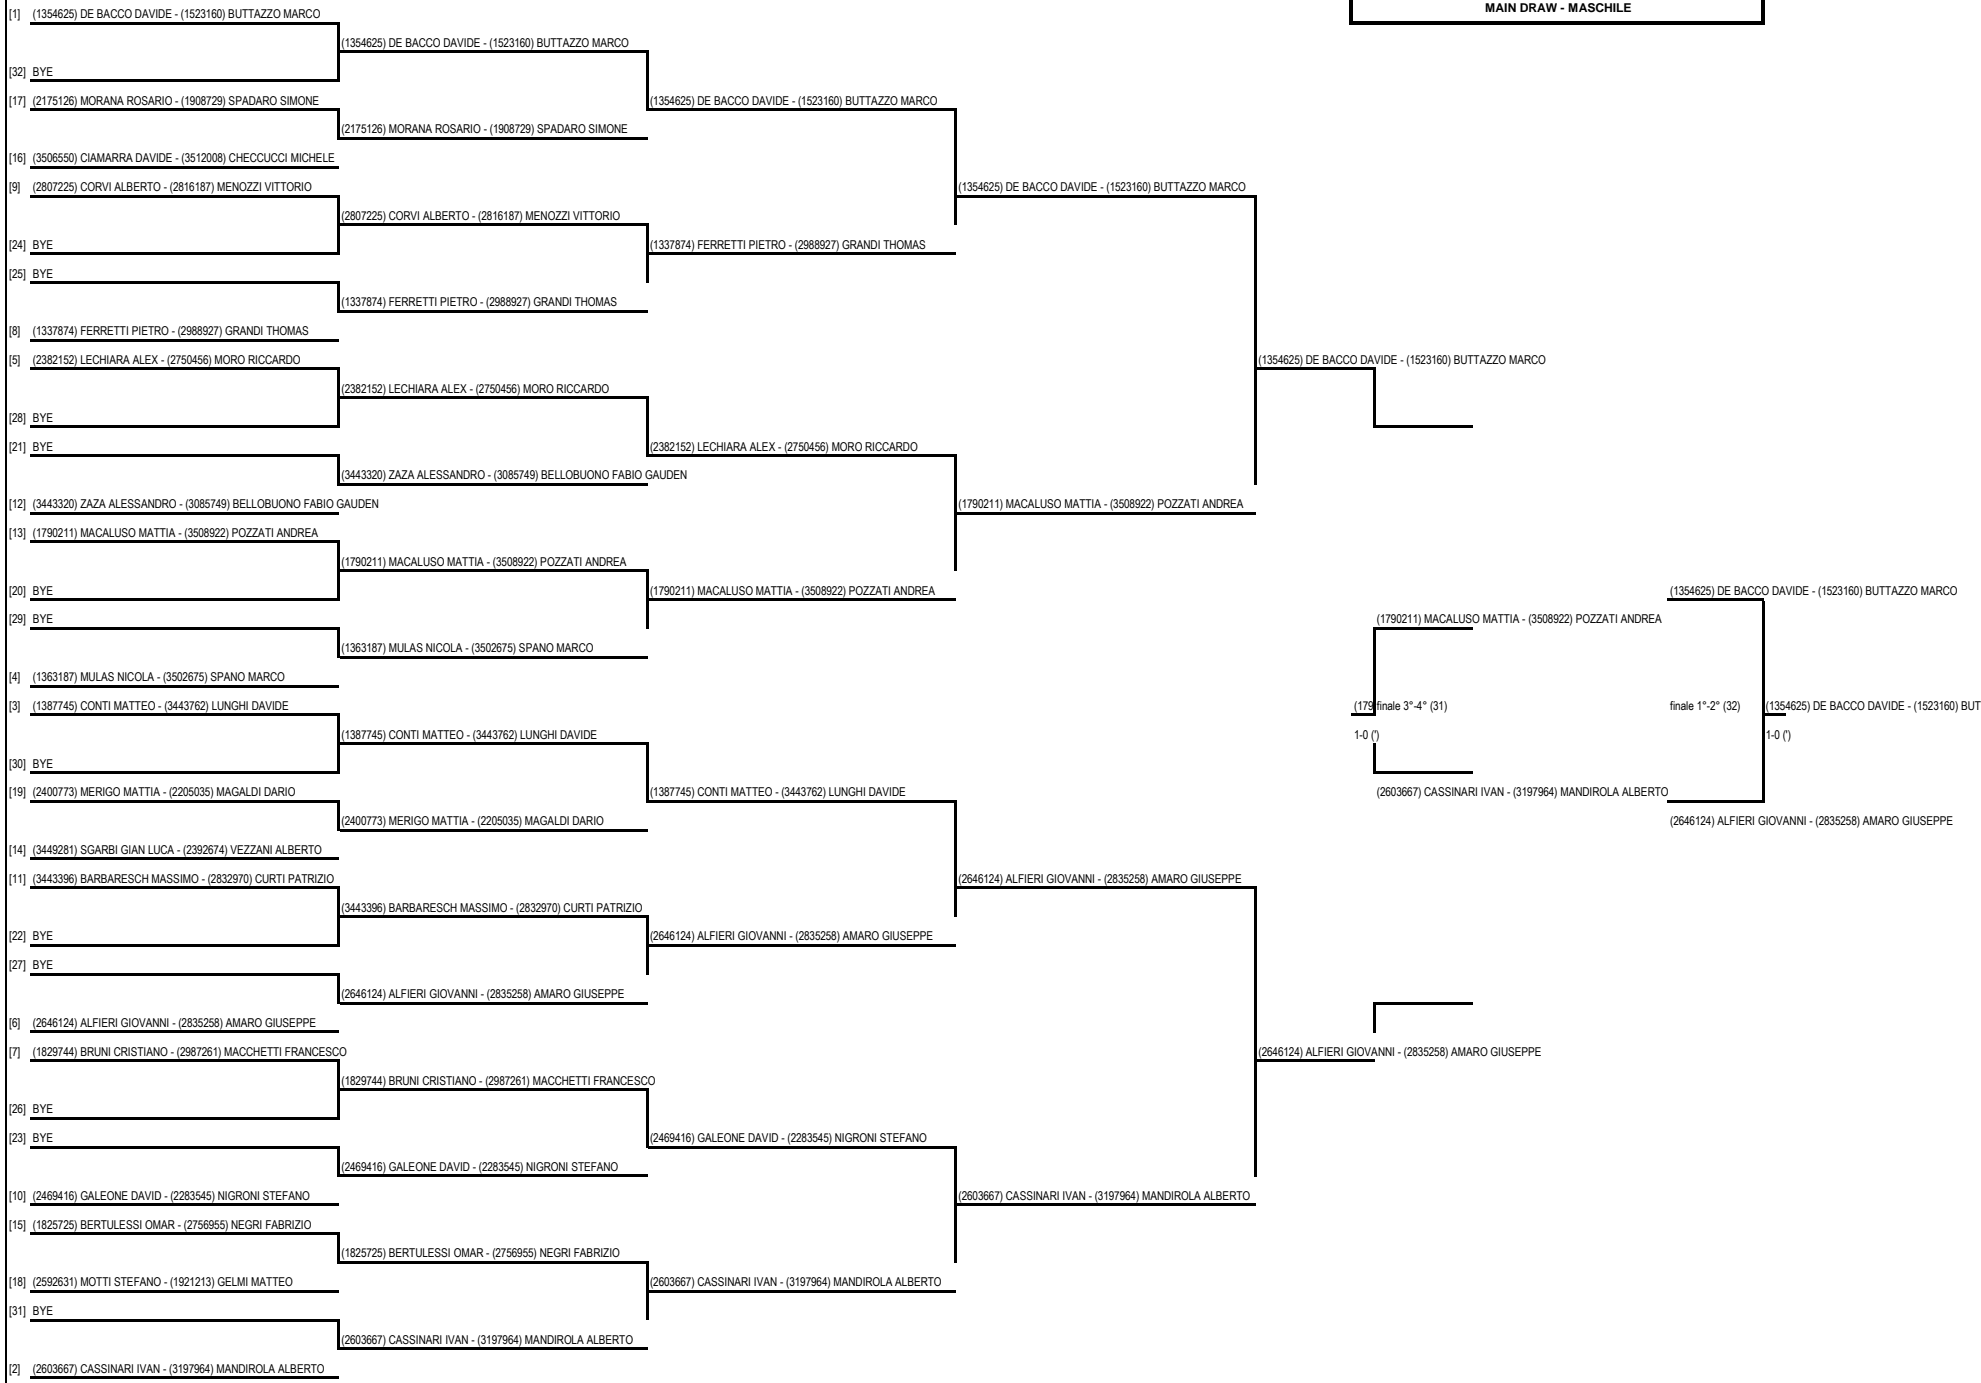 MAIN DRAW - MASCHILE
[1] (1354625) DE BACCO DAVIDE - (1523160) BUTTAZZO MARCO
(1354625) DE BACCO DAVIDE - (1523160) BUTTAZZO MARCO
[32] BYE
[17] (2175126) MORANA ROSARIO - (1908729) SPADARO SIMONE
(1354625) DE BACCO DAVIDE - (1523160) BUTTAZZO MARCO
(2175126) MORANA ROSARIO - (1908729) SPADARO SIMONE
[16] (3506550) CIAMARRA DAVIDE - (3512008) CHECCUCCI MICHELE
[9] (2807225) CORVI ALBERTO - (2816187) MENOZZI VITTORIO
(1354625) DE BACCO DAVIDE - (1523160) BUTTAZZO MARCO
(2807225) CORVI ALBERTO - (2816187) MENOZZI VITTORIO
[24] BYE
(1337874) FERRETTI PIETRO - (2988927) GRANDI THOMAS
[25] BYE
(1337874) FERRETTI PIETRO - (2988927) GRANDI THOMAS
[8] (1337874) FERRETTI PIETRO - (2988927) GRANDI THOMAS
[5] (2382152) LECHIARA ALEX - (2750456) MORO RICCARDO
(1354625) DE BACCO DAVIDE - (1523160) BUTTAZZO MARCO
(2382152) LECHIARA ALEX - (2750456) MORO RICCARDO
[28] BYE
[21] BYE
(2382152) LECHIARA ALEX - (2750456) MORO RICCARDO
(3443320) ZAZA ALESSANDRO - (3085749) BELLOBUONO FABIO GAUDEN
[12] (3443320) ZAZA ALESSANDRO - (3085749) BELLOBUONO FABIO GAUDEN
(1790211) MACALUSO MATTIA - (3508922) POZZATI ANDREA
[13] (1790211) MACALUSO MATTIA - (3508922) POZZATI ANDREA
(1790211) MACALUSO MATTIA - (3508922) POZZATI ANDREA
[20] BYE
(1790211) MACALUSO MATTIA - (3508922) POZZATI ANDREA
(1354625) DE BACCO DAVIDE - (1523160) BUTTAZZO MARCO
[29] BYE
(1790211) MACALUSO MATTIA - (3508922) POZZATI ANDREA
(1363187) MULAS NICOLA - (3502675) SPANO MARCO
[4] (1363187) MULAS NICOLA - (3502675) SPANO MARCO
[3] (1387745) CONTI MATTEO - (3443762) LUNGHI DAVIDE
(179 finale 3°-4° (31)
finale 1°-2° (32)
(1354625) DE BACCO DAVIDE - (1523160) BUT
(1387745) CONTI MATTEO - (3443762) LUNGHI DAVIDE
1-0 (')
1-0 (')
[30] BYE
[19] (2400773) MERIGO MATTIA - (2205035) MAGALDI DARIO
(1387745) CONTI MATTEO - (3443762) LUNGHI DAVIDE
(2603667) CASSINARI IVAN - (3197964) MANDIROLA ALBERTO
(2400773) MERIGO MATTIA - (2205035) MAGALDI DARIO
(2646124) ALFIERI GIOVANNI - (2835258) AMARO GIUSEPPE
[14] (3449281) SGARBI GIAN LUCA - (2392674) VEZZANI ALBERTO
[11] (3443396) BARBARESCH MASSIMO - (2832970) CURTI PATRIZIO
(2646124) ALFIERI GIOVANNI - (2835258) AMARO GIUSEPPE
(3443396) BARBARESCH MASSIMO - (2832970) CURTI PATRIZIO
[22] BYE
(2646124) ALFIERI GIOVANNI - (2835258) AMARO GIUSEPPE
[27] BYE
(2646124) ALFIERI GIOVANNI - (2835258) AMARO GIUSEPPE
[6] (2646124) ALFIERI GIOVANNI - (2835258) AMARO GIUSEPPE
[7] (1829744) BRUNI CRISTIANO - (2987261) MACCHETTI FRANCESCO
(2646124) ALFIERI GIOVANNI - (2835258) AMARO GIUSEPPE
(1829744) BRUNI CRISTIANO - (2987261) MACCHETTI FRANCESCO
[26] BYE
[23] BYE
(2469416) GALEONE DAVID - (2283545) NIGRONI STEFANO
(2469416) GALEONE DAVID - (2283545) NIGRONI STEFANO
[10] (2469416) GALEONE DAVID - (2283545) NIGRONI STEFANO
(2603667) CASSINARI IVAN - (3197964) MANDIROLA ALBERTO
[15] (1825725) BERTULESSI OMAR - (2756955) NEGRI FABRIZIO
(1825725) BERTULESSI OMAR - (2756955) NEGRI FABRIZIO
[18] (2592631) MOTTI STEFANO - (1921213) GELMI MATTEO
(2603667) CASSINARI IVAN - (3197964) MANDIROLA ALBERTO
[31] BYE
(2603667) CASSINARI IVAN - (3197964) MANDIROLA ALBERTO
[2] (2603667) CASSINARI IVAN - (3197964) MANDIROLA ALBERTO